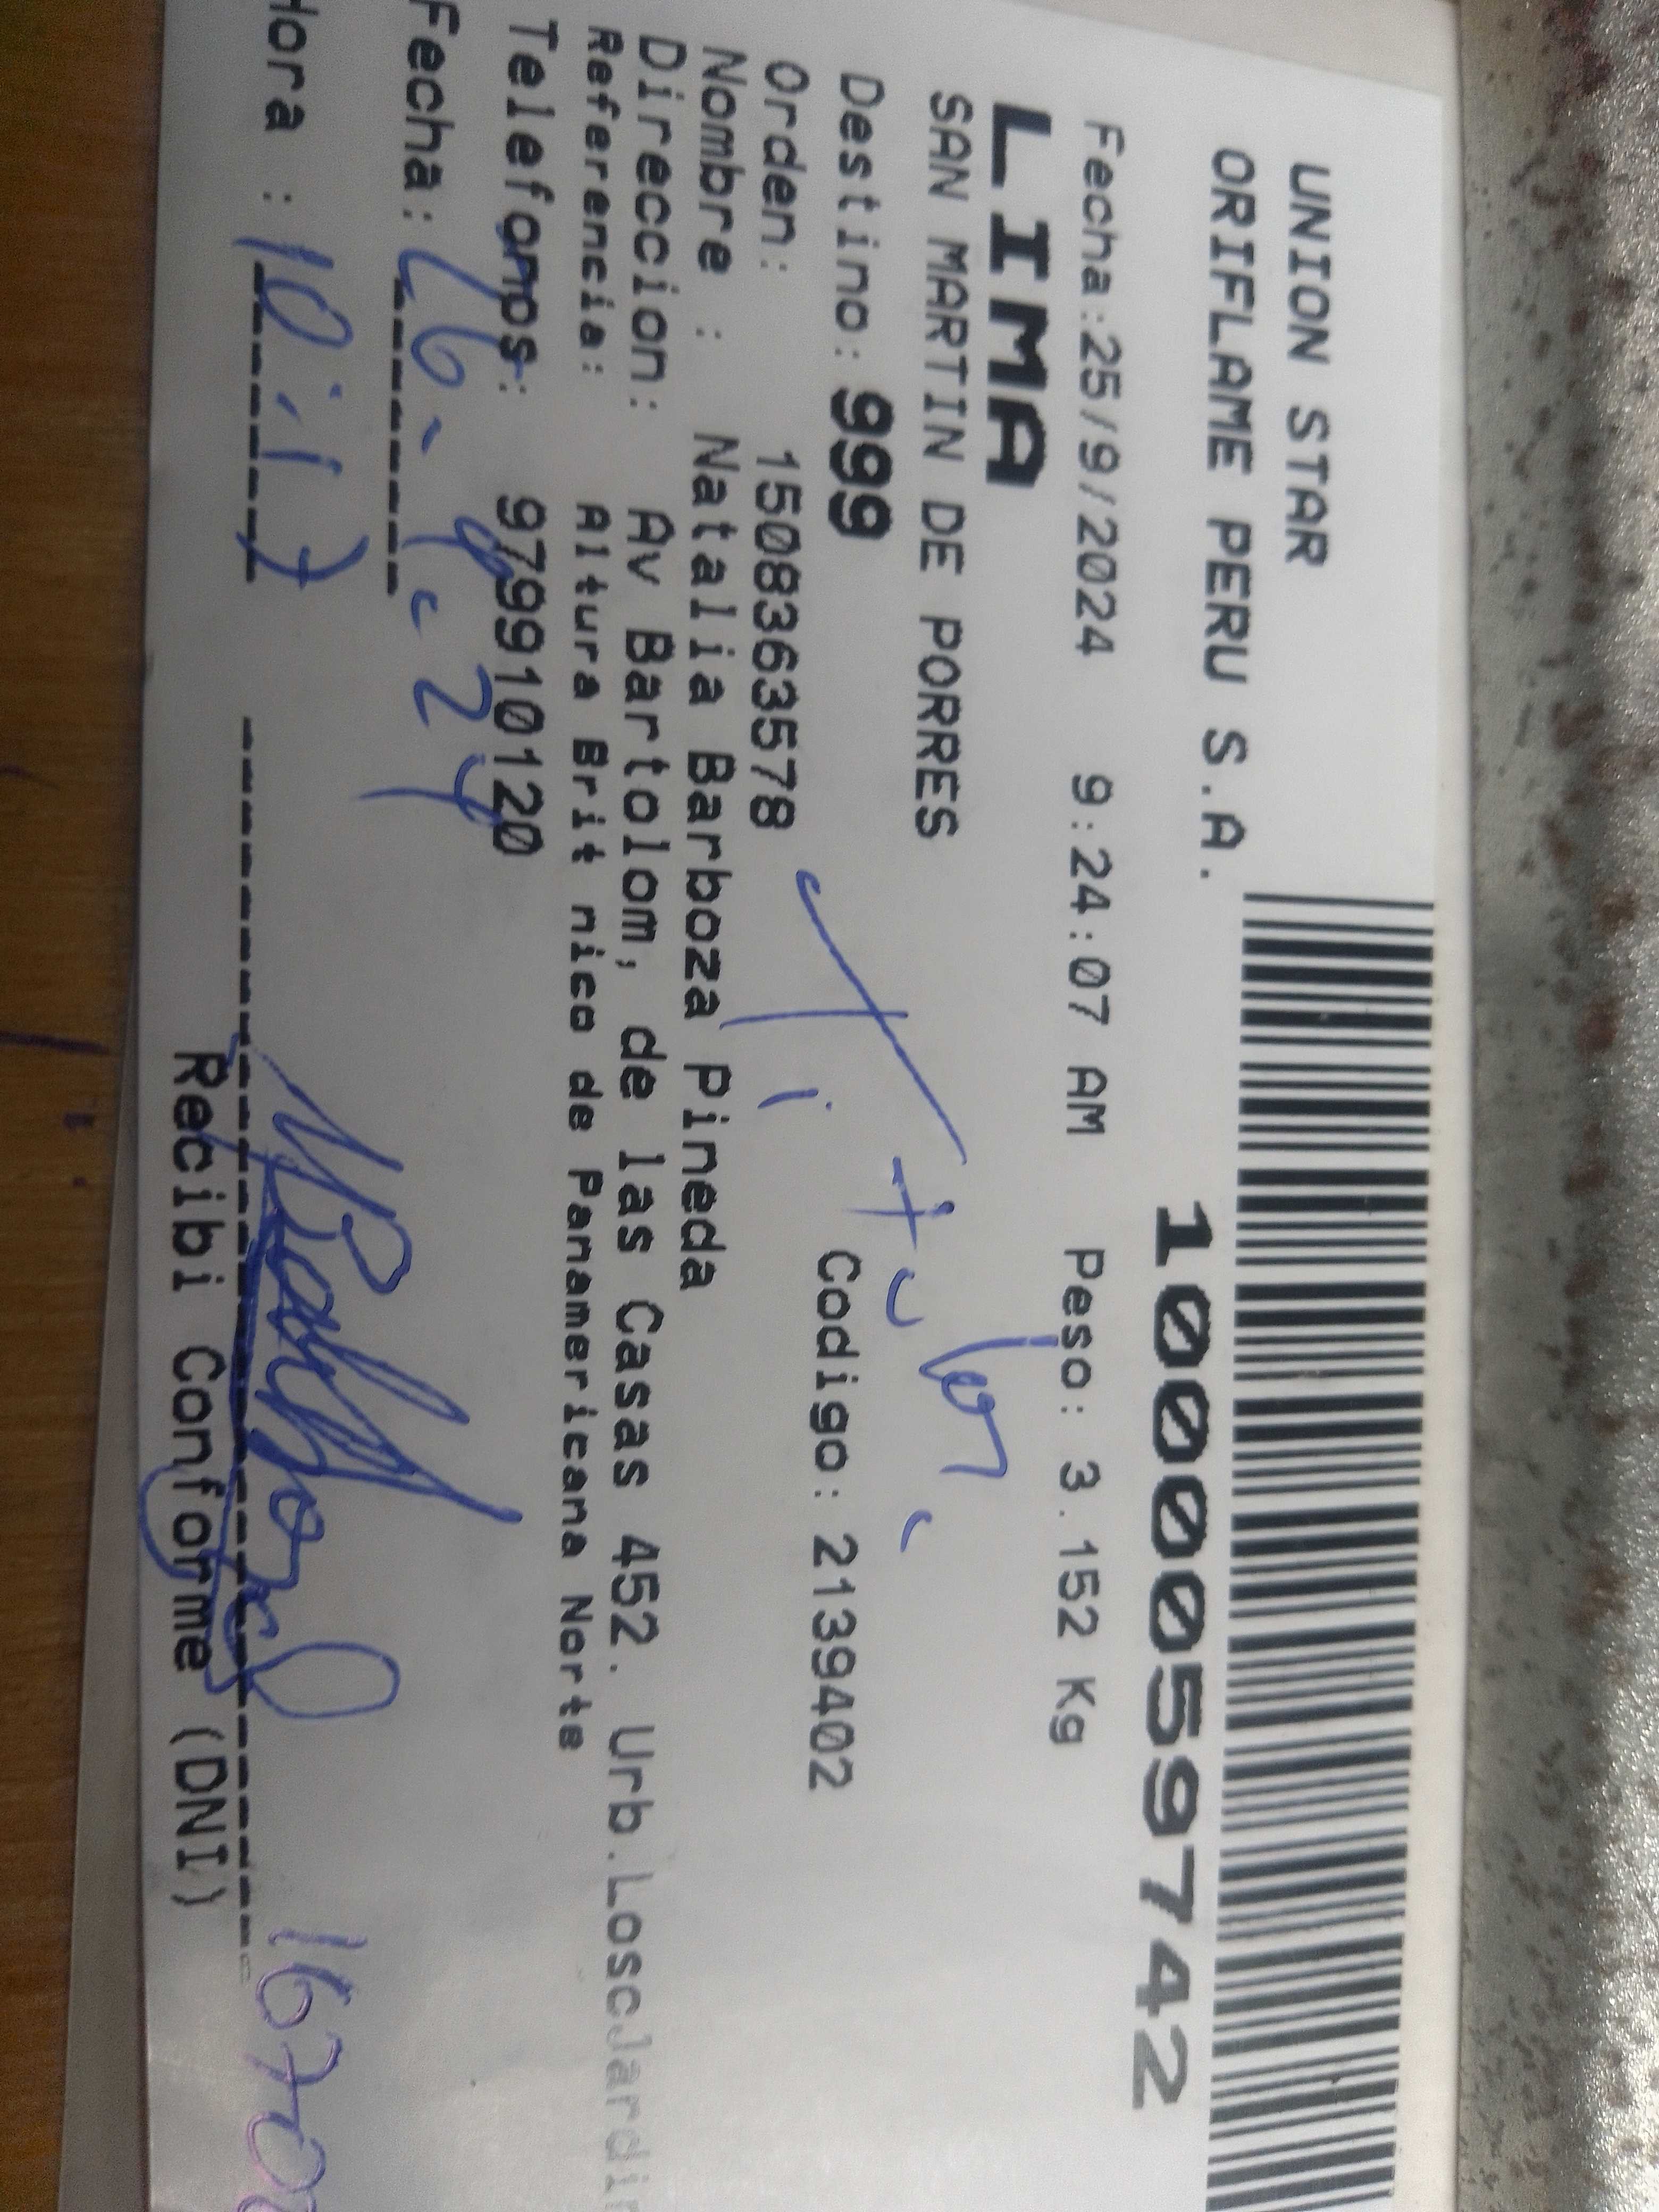 UNION STAR
ORIFLAME PERU S.A.
10000597742
Fecha:25/9/2024 9:24:07 AM Peso: 3.152 Kg
LIMA
SAN MARTIN DE PORRES
Titular
Destino: 999 Codigo: 2139402
Orden: 1508363578
Nombre : Natalia Barboza Pineda
Direccion: Av Bartolom, de las Casas 452. Urb.LoscJardin
Referencia: Altura Brit nico de Panamericana Norte
Telefonos: 979910120
Fecha: 26-9-24
Hora : 10:17
Recibi Conforme (DNI)